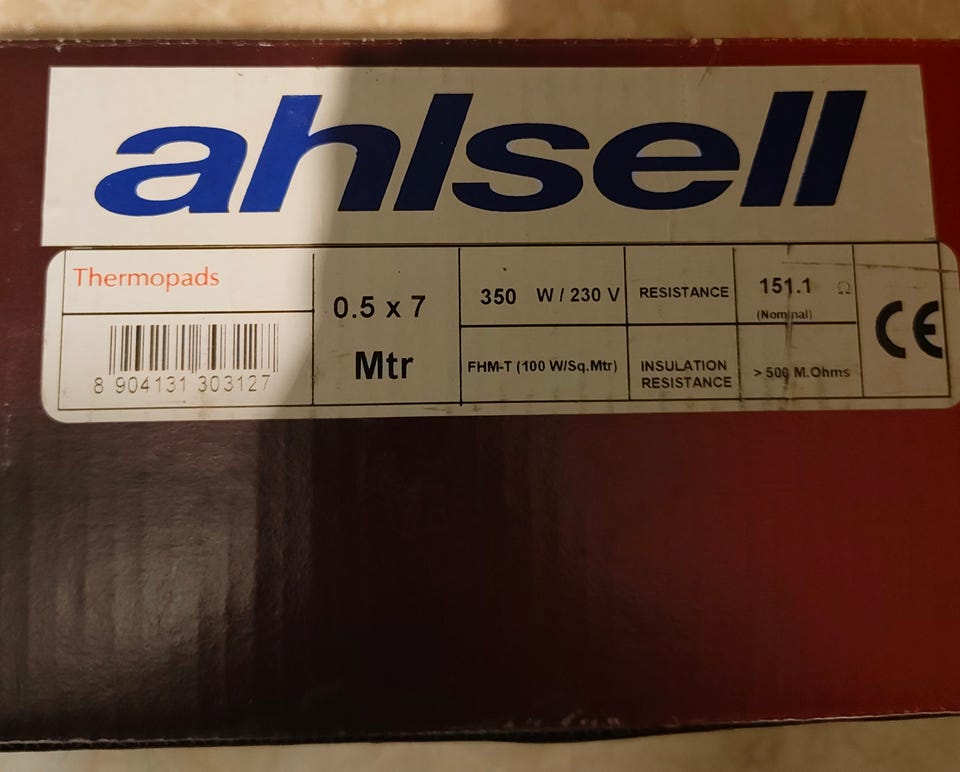 ahlsell
Thermopads
8 904131 303127
0.5 x 7
Mtr
350 W / 230 V
FHM-T (100 W/Sq.Mtr)
RESISTANCE
151.1 Ω
(Nominal)
INSULATION
RESISTANCE
> 500 M.Ohms
CE